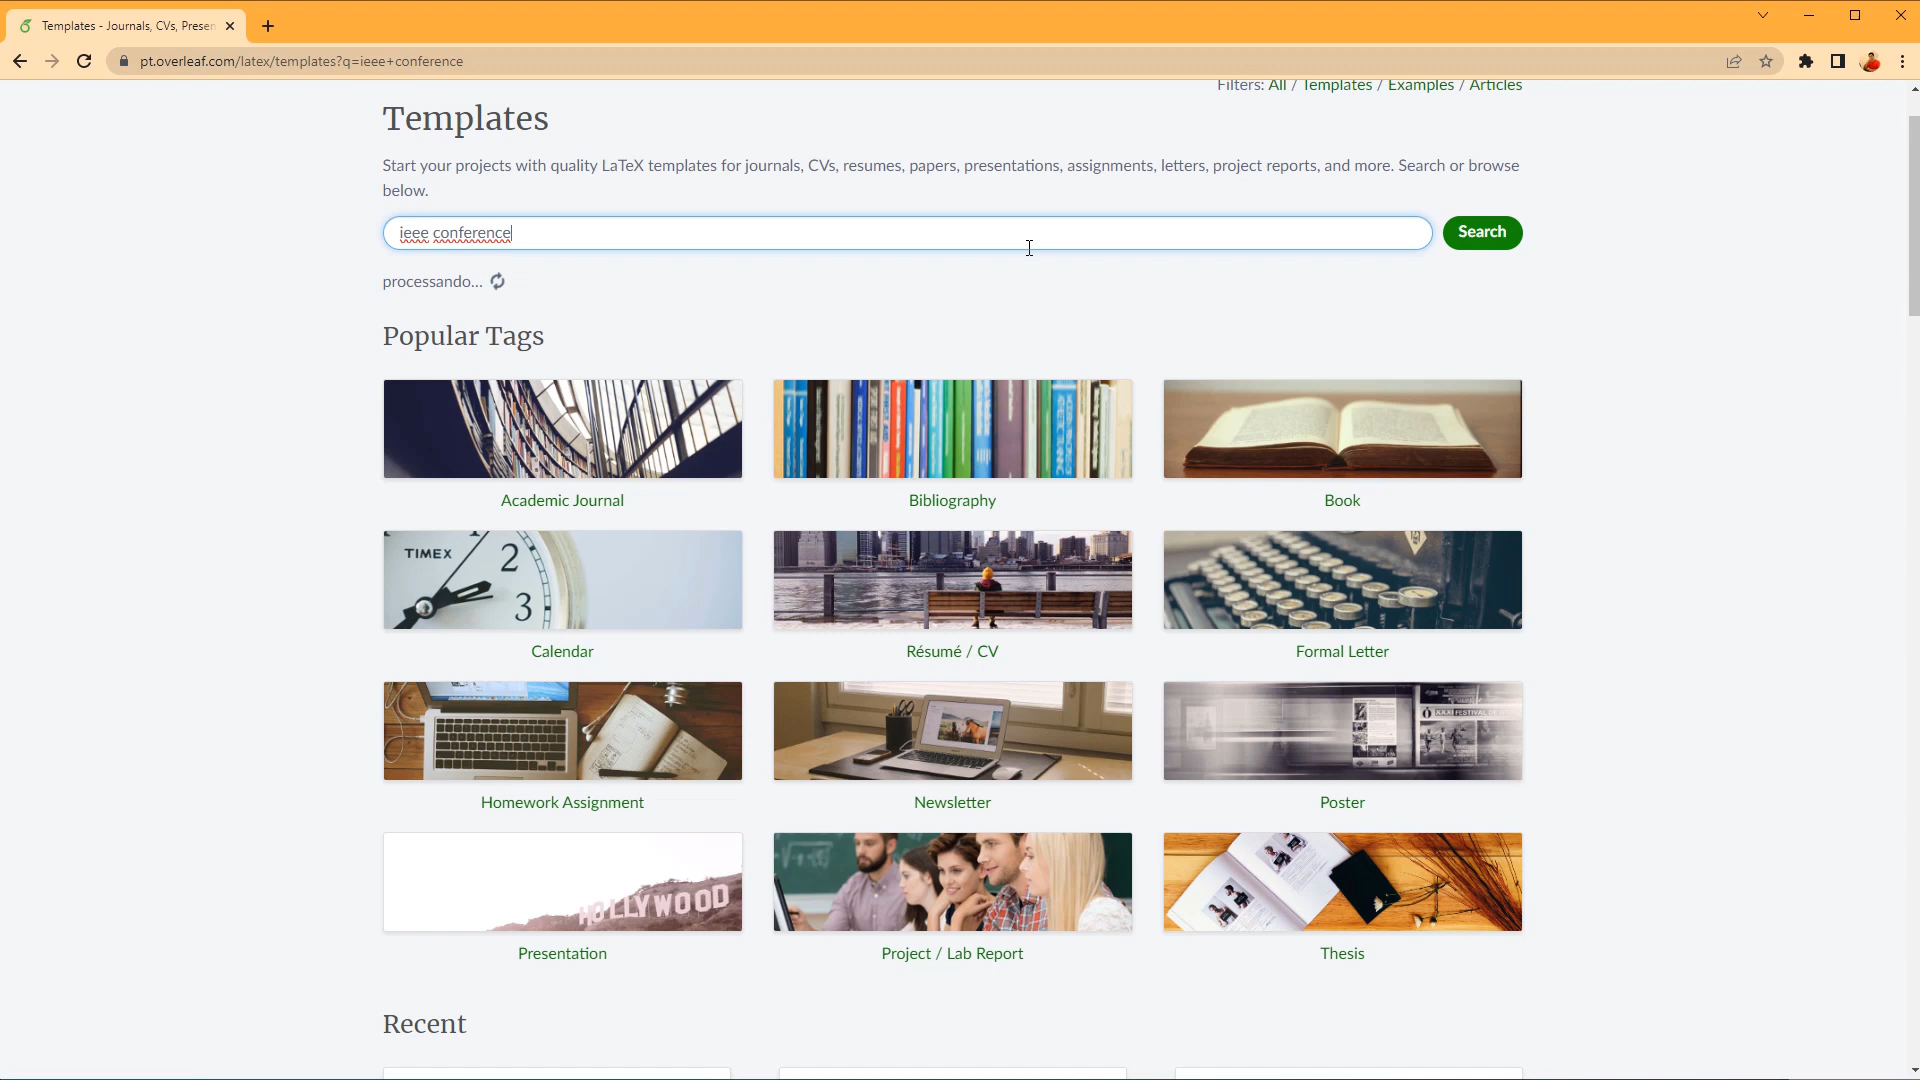 Templates - Journals, CVs, Presen
pt.overleaf.com/latex/templates?q=ieee+conference
Filters: All / Templates / Examples / Articles
Templates
Start your projects with quality LaTeX templates for journals, CVs, resumes, papers, presentations, assignments, letters, project reports, and more. Search or browse
below.
ieee conference
Search
processando...
Popular Tags
Academic Journal
Bibliography
Book
TIMEX
2
3
Calendar
Résumé / CV
Formal Letter
Homework Assignment
Newsletter
Poster
HOLLYWOOD
Presentation
Project / Lab Report
Thesis
Recent